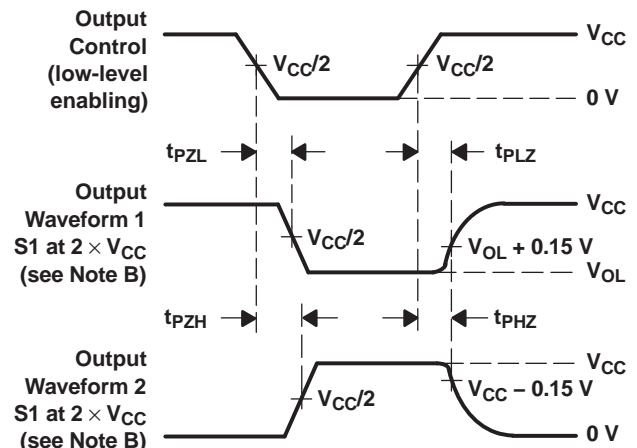 Output
Control
(low-level
enabling)
VCC/2
VCC/2
VCC
0 V
tPZL
tPLZ
Output
Waveform 1
S1 at 2 × VCC
(see Note B)
VCC/2
VCC
VOL + 0.15 V
VOL
tPZH
tPHZ
Output
Waveform 2
S1 at 2 × VCC
(see Note B)
VCC/2
VCC
VCC – 0.15 V
0 V